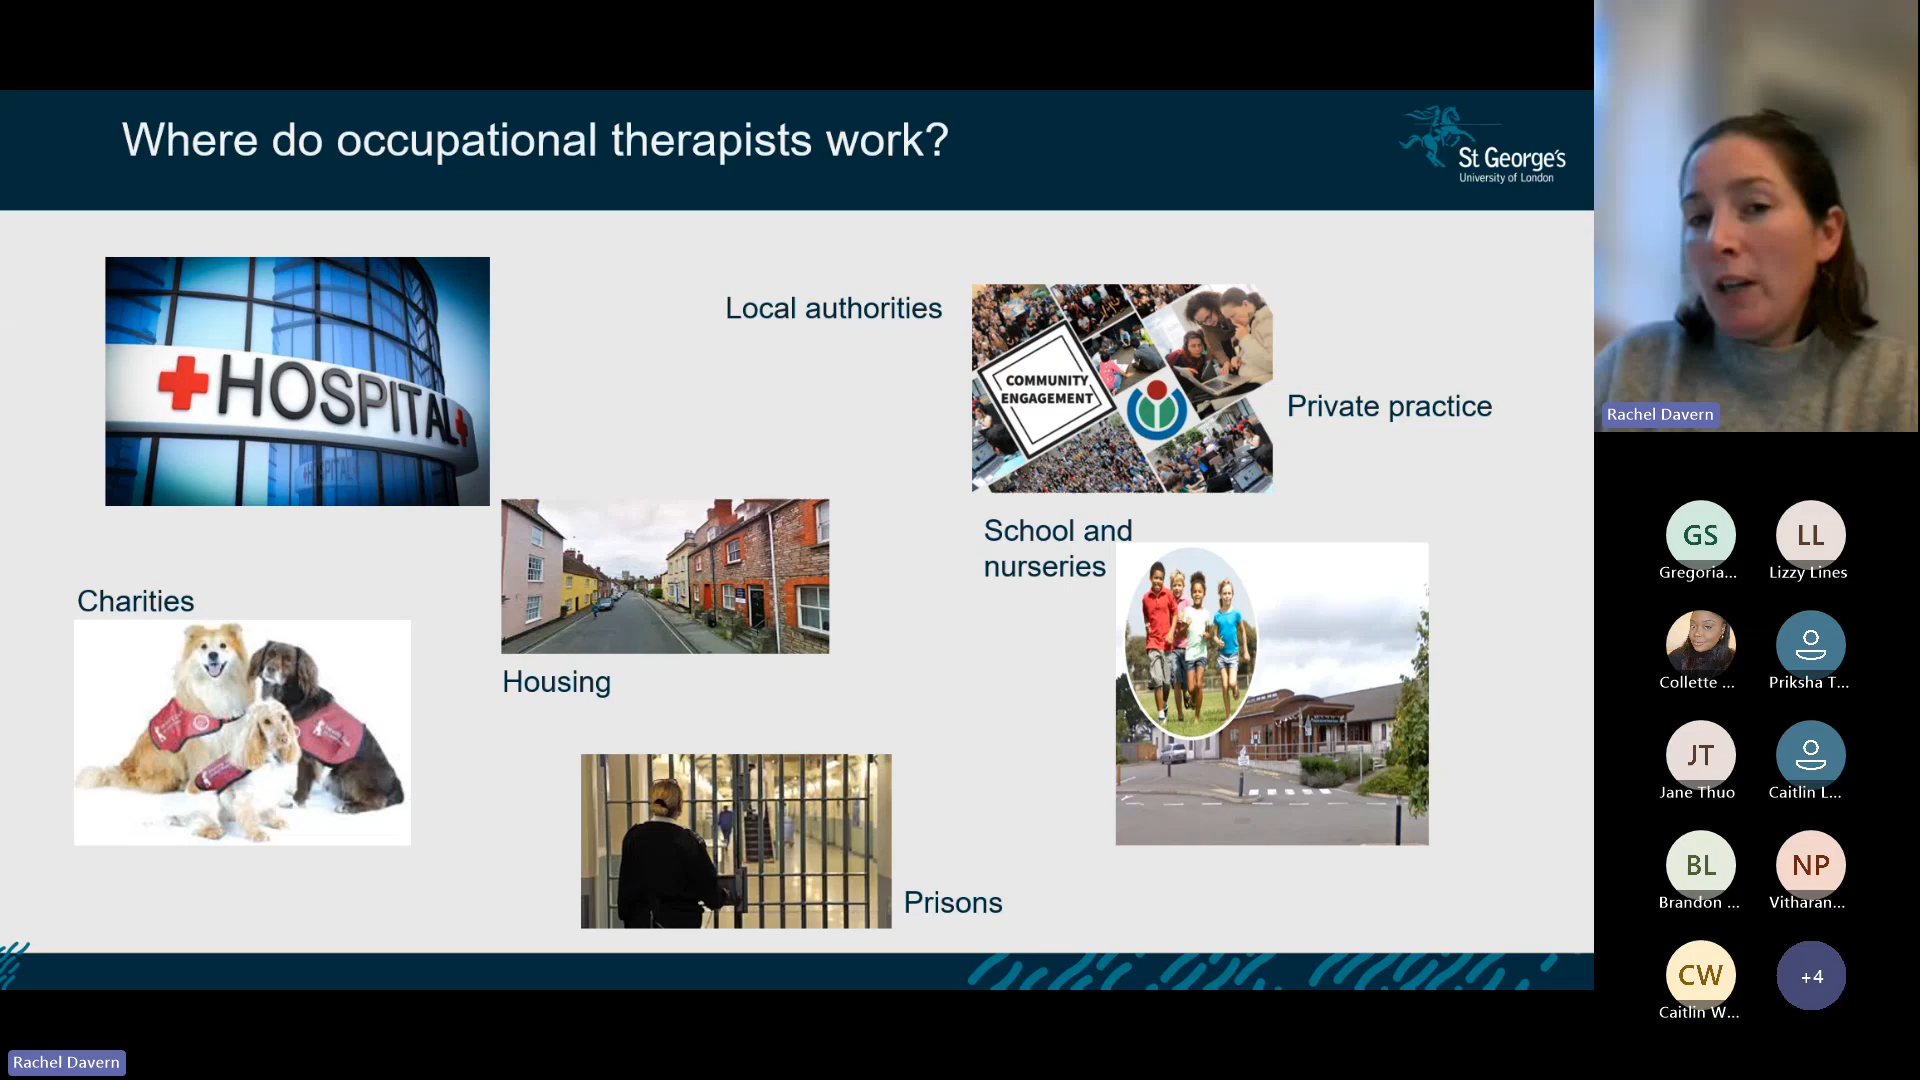 Where do occupational therapists work?
St George's
University of London
HOSPITAL
HOSPITAL
Local authorities
COMMUNITY
ENGAGEMENT
Private practice
School and
nurseries
Charities
Housing
Prisons
Rachel Davern
GS
Gregoria...
LL
Lizzy Lines
Collette ...
Priksha T...
JT
Jane Thuo
Caitlin L...
BL
Brandon ...
NP
Vitharan...
CW
Caitlin W...
+4
Rachel Davern